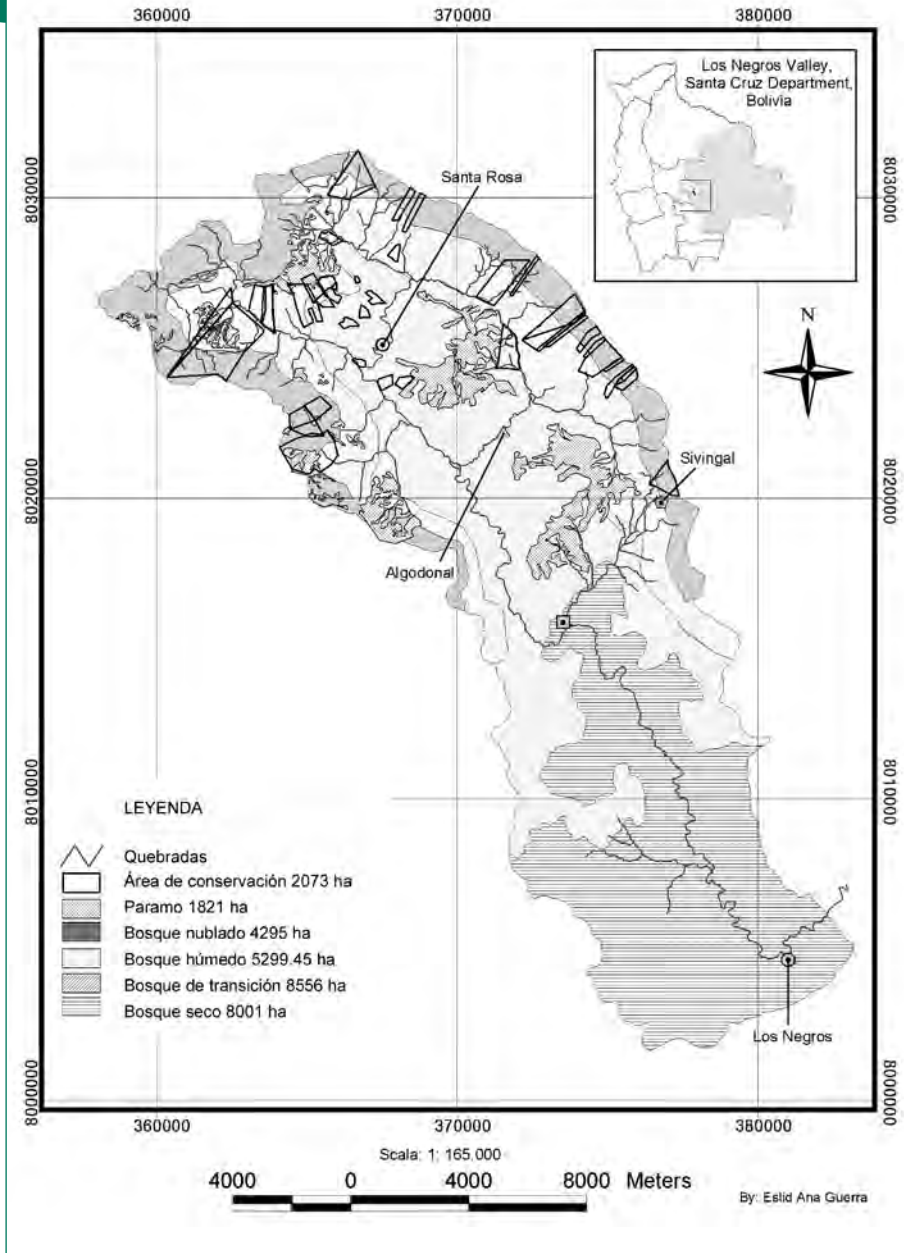 360000
370000
380000
Los Negros Valley,
Santa Cruz Department,
Bolivia
Santa Rosa
8030000
8030000
N
Sivingal
8020000
8020000
Algodonal
8010000
8010000
LEYENDA
Quebradas
Área de conservación 2073 ha
Paramo 1821 ha
Bosque nublado 4295 ha
Bosque húmedo 5299.45 ha
Bosque de transición 8556 ha
Bosque seco 8001 ha
Los Negros
8000000
8000000
360000
370000
380000
Scala: 1: 165.000
4000 0 4000 8000 Meters
By: Eslid Ana Guerra